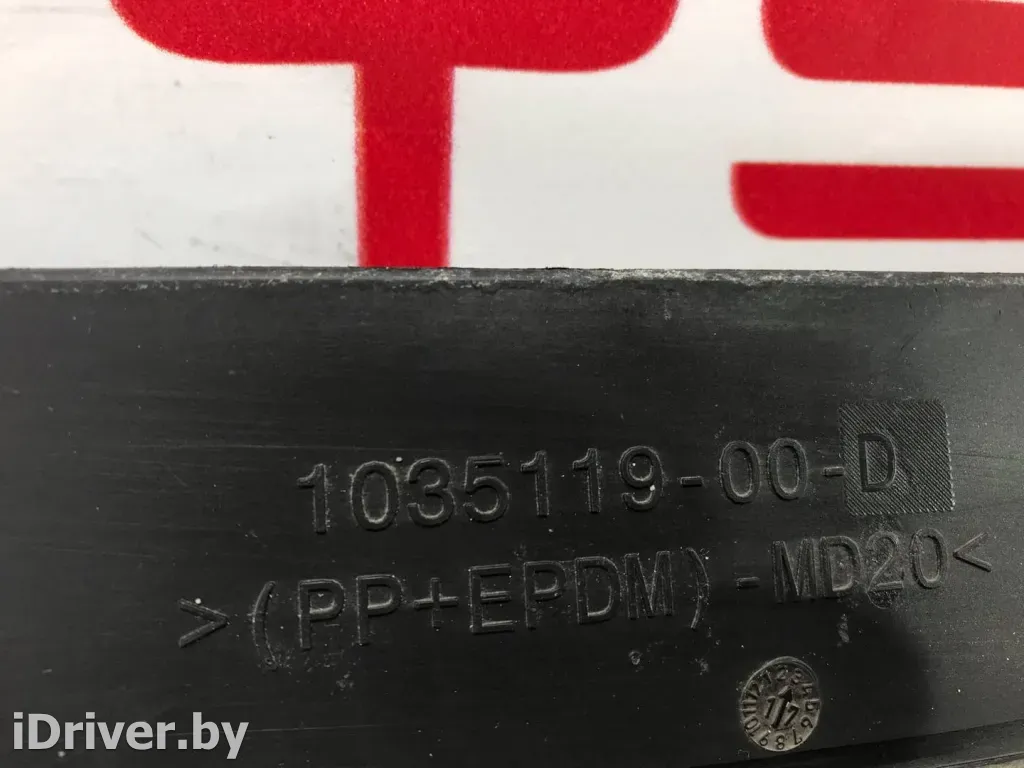 1035119-00-D
>(PP+EPDM)-MD20<
iDriver.by